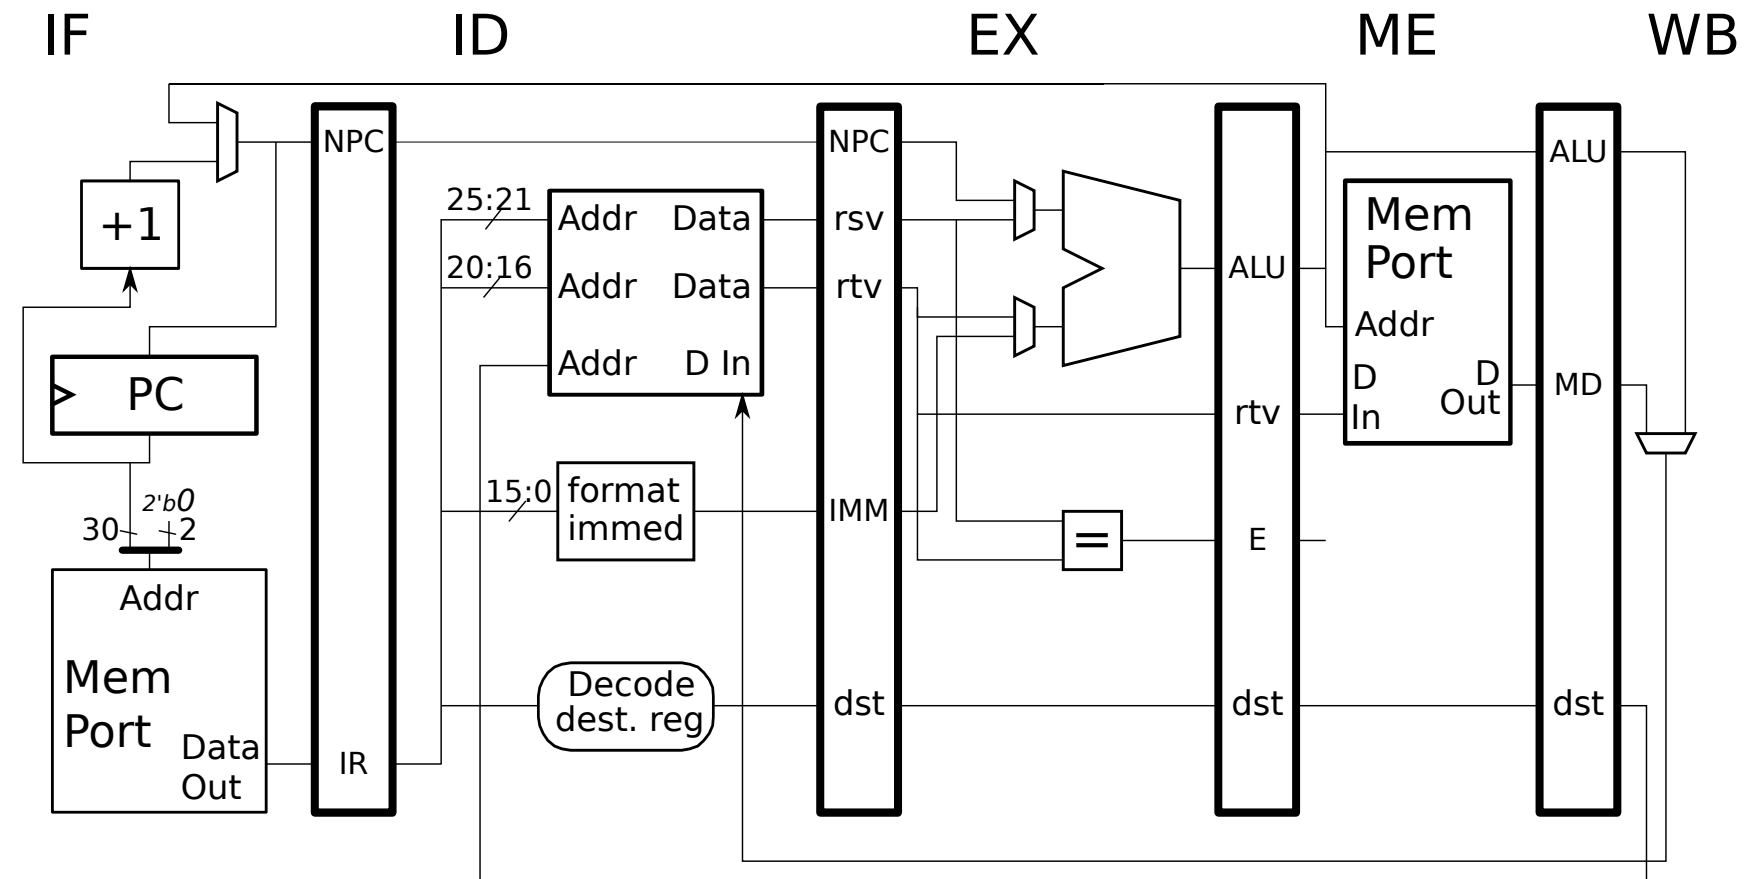 IF ID EX ME WB
NPC
+1
PC
30 2'b0 2
Addr
Mem
Port
Data
Out
IR
25:21
20:16
Addr Data
Addr Data
Addr D In
15:0
format
immed
Decode
dest. reg
NPC
rsv
rtv
IMM
dst
=
ALU
rtv
E
dst
Mem
Port
Addr
D
In
D
Out
ALU
MD
dst